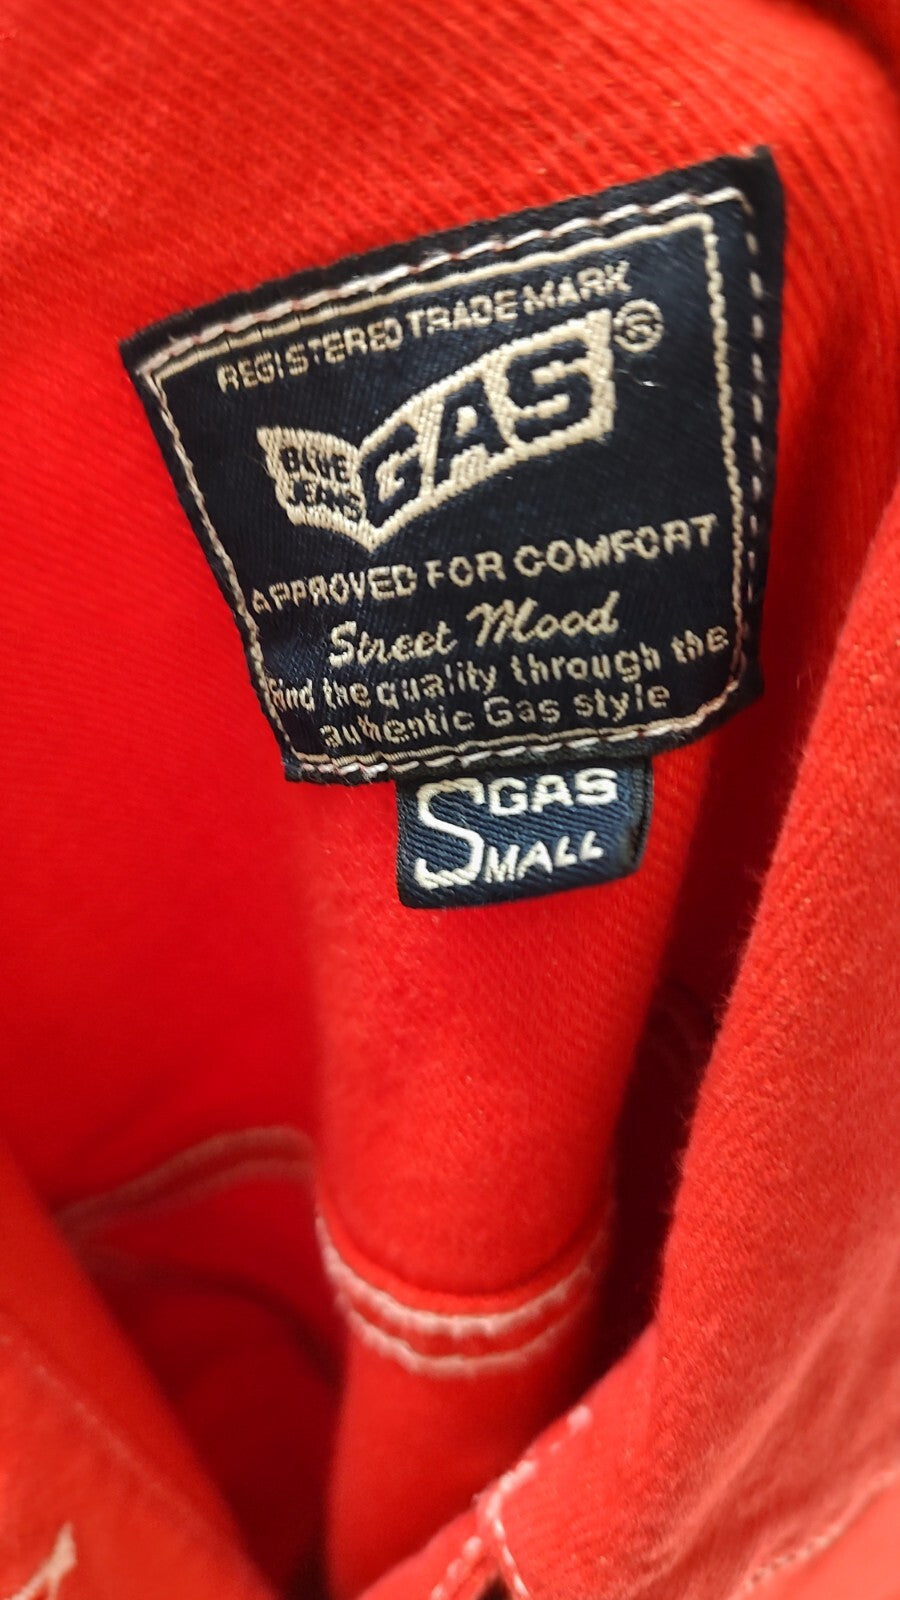 REGISTERED TRADE MARK
BLUE JEANS GAS ®
APPROVED FOR COMFORT
Street Mood
Find the quality through the
authentic Gas style
S GAS
SMALL